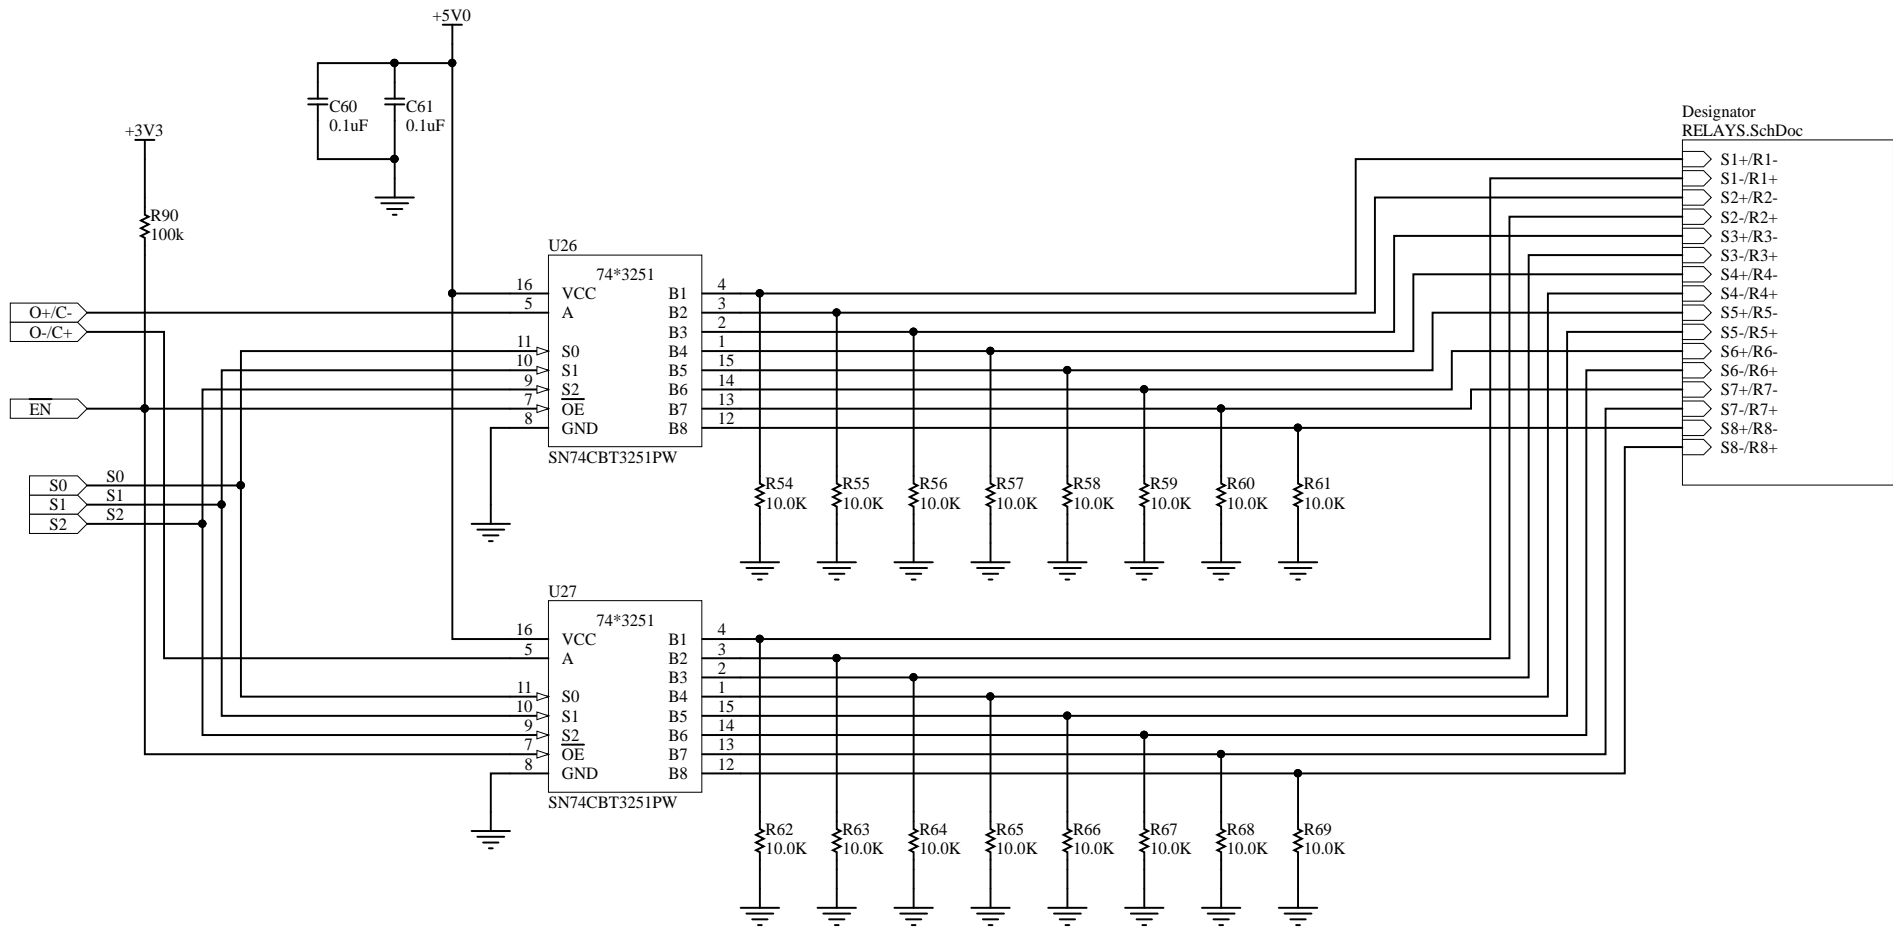 +5V0
C60
0.1uF
C61
0.1uF
+3V3
R90
100k
Designator
RELAYS.SchDoc
S1+/R1-
S1-/R1+
S2+/R2-
S2-/R2+
S3+/R3-
S3-/R3+
S4+/R4-
S4-/R4+
S5+/R5-
S5-/R5+
S6+/R6-
S6-/R6+
S7+/R7-
S7-/R7+
S8+/R8-
S8-/R8+
O+/C-
O-/C+
EN
S0 S0
S1 S1
S2 S2
U26
74*3251
16 VCC B1 4
5 A B2 3
B3 2
11 S0 B4 1
10 S1 B5 15
9 S2 B6 14
7 OE B7 13
8 GND B8 12
SN74CBT3251PW
R54
10.0K
R55
10.0K
R56
10.0K
R57
10.0K
R58
10.0K
R59
10.0K
R60
10.0K
R61
10.0K
U27
74*3251
16 VCC B1 4
5 A B2 3
B3 2
11 S0 B4 1
10 S1 B5 15
9 S2 B6 14
7 OE B7 13
8 GND B8 12
SN74CBT3251PW
R62
10.0K
R63
10.0K
R64
10.0K
R65
10.0K
R66
10.0K
R67
10.0K
R68
10.0K
R69
10.0K